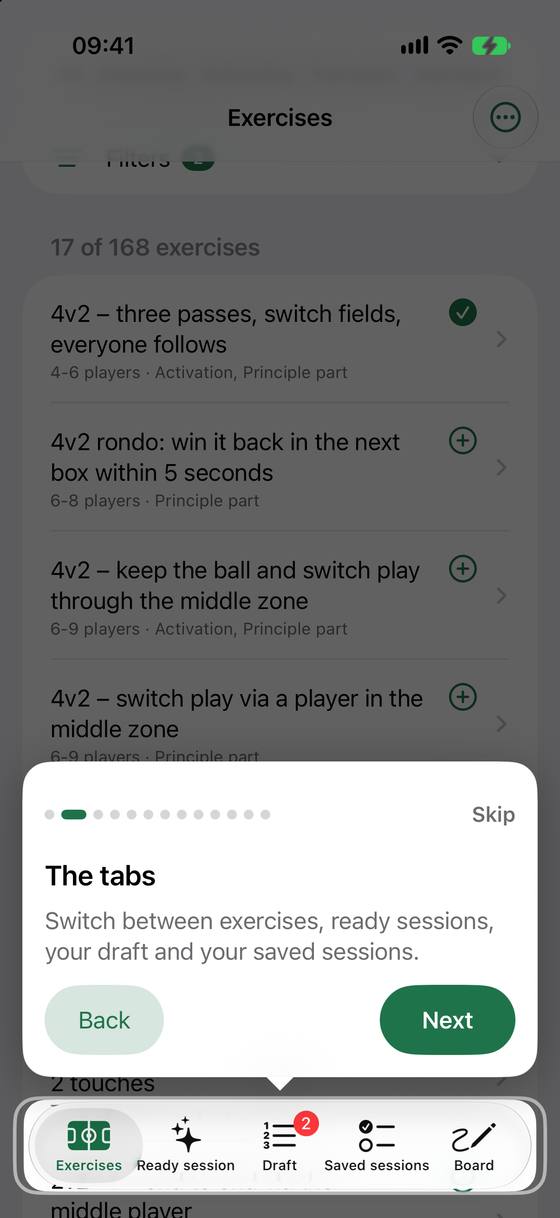 09:41
Exercises
Filters
17 of 168 exercises
4v2 – three passes, switch fields,
everyone follows
4-6 players · Activation, Principle part
4v2 rondo: win it back in the next
box within 5 seconds
6-8 players · Principle part
4v2 – keep the ball and switch play
through the middle zone
6-9 players · Activation, Principle part
4v2 – switch play via a player in the
middle zone
6-9 players · Principle part
Skip
The tabs
Switch between exercises, ready sessions,
your draft and your saved sessions.
Back
Next
2 touches
1
2
3
2
Exercises
Ready session
Draft
Saved sessions
Board
middle player